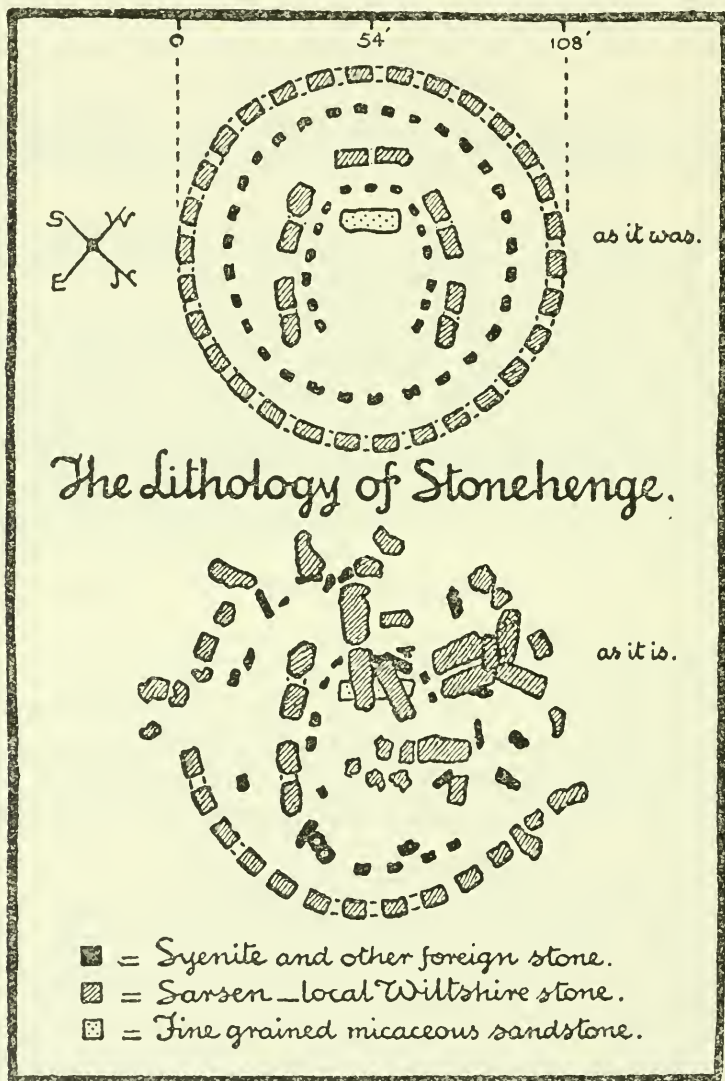 0 54' 108'
S W
E N
as it was.
The Lithology of Stonehenge.
as it is.
= Syenite and other foreign stone.
= Sarsen _ local Wiltshire stone.
= Fine grained micaceous sandstone.